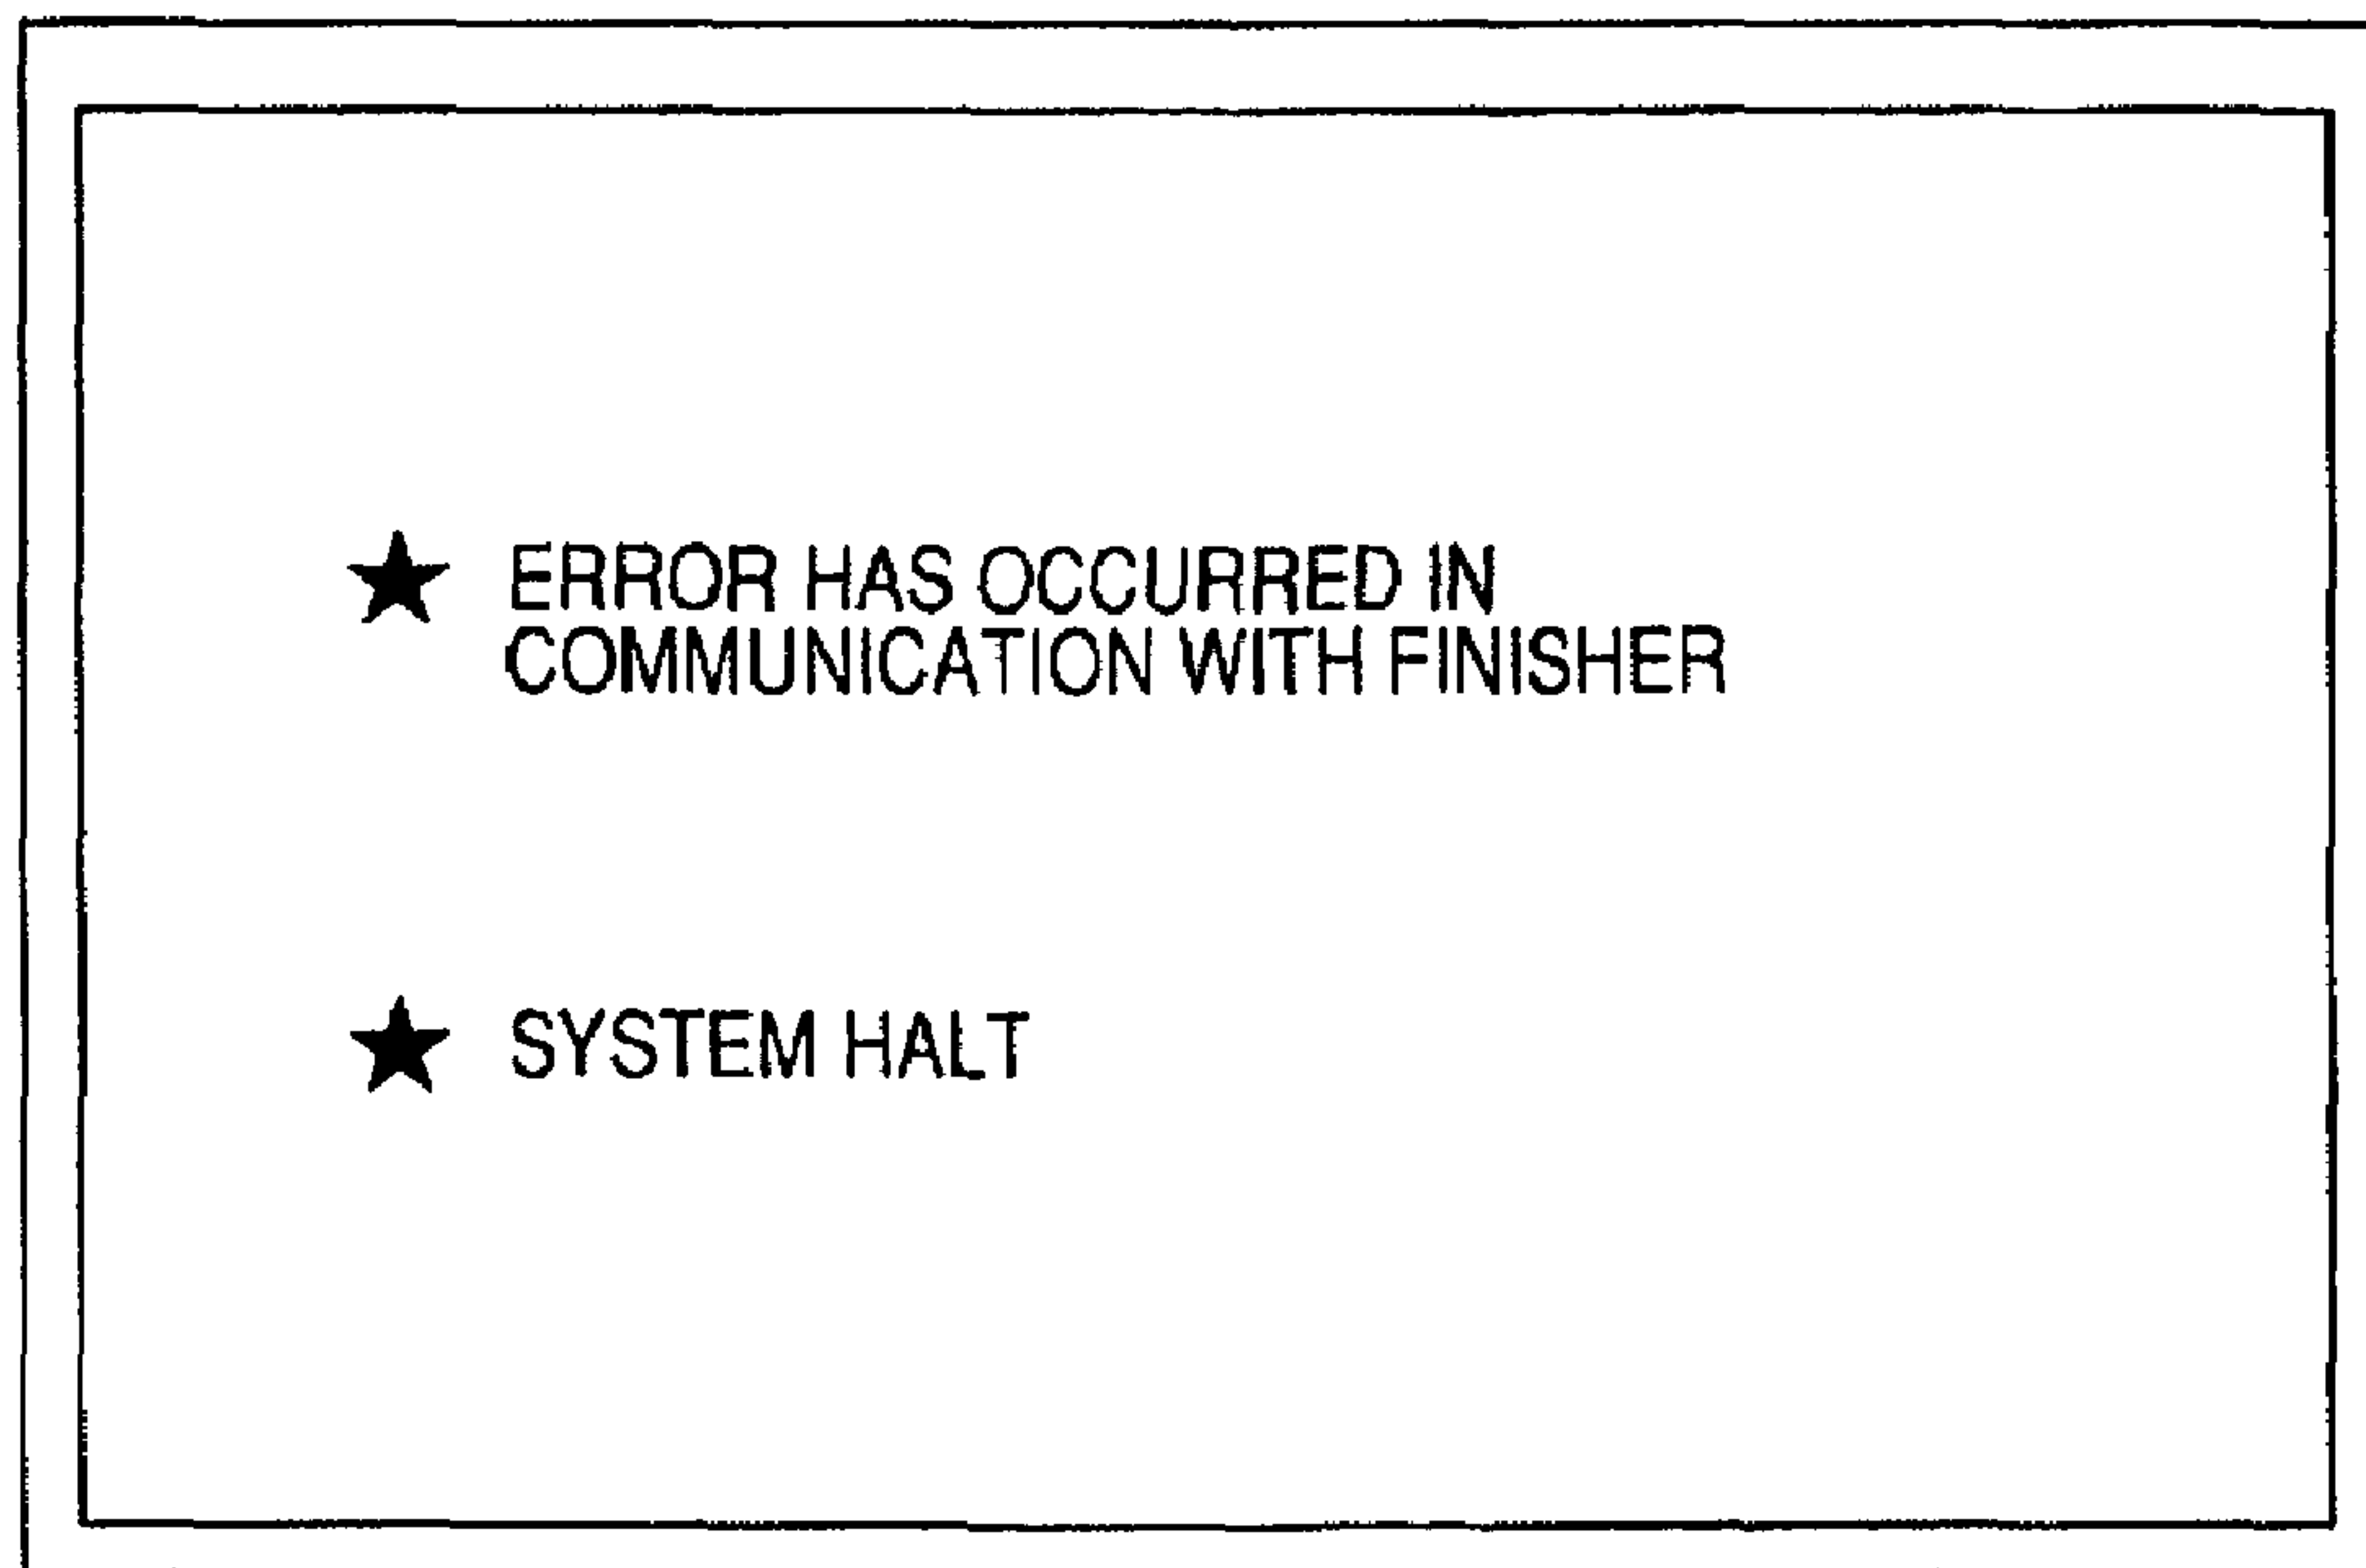 ★ ERROR HAS OCCURRED IN
COMMUNICATION WITH FINISHER
★ SYSTEM HALT